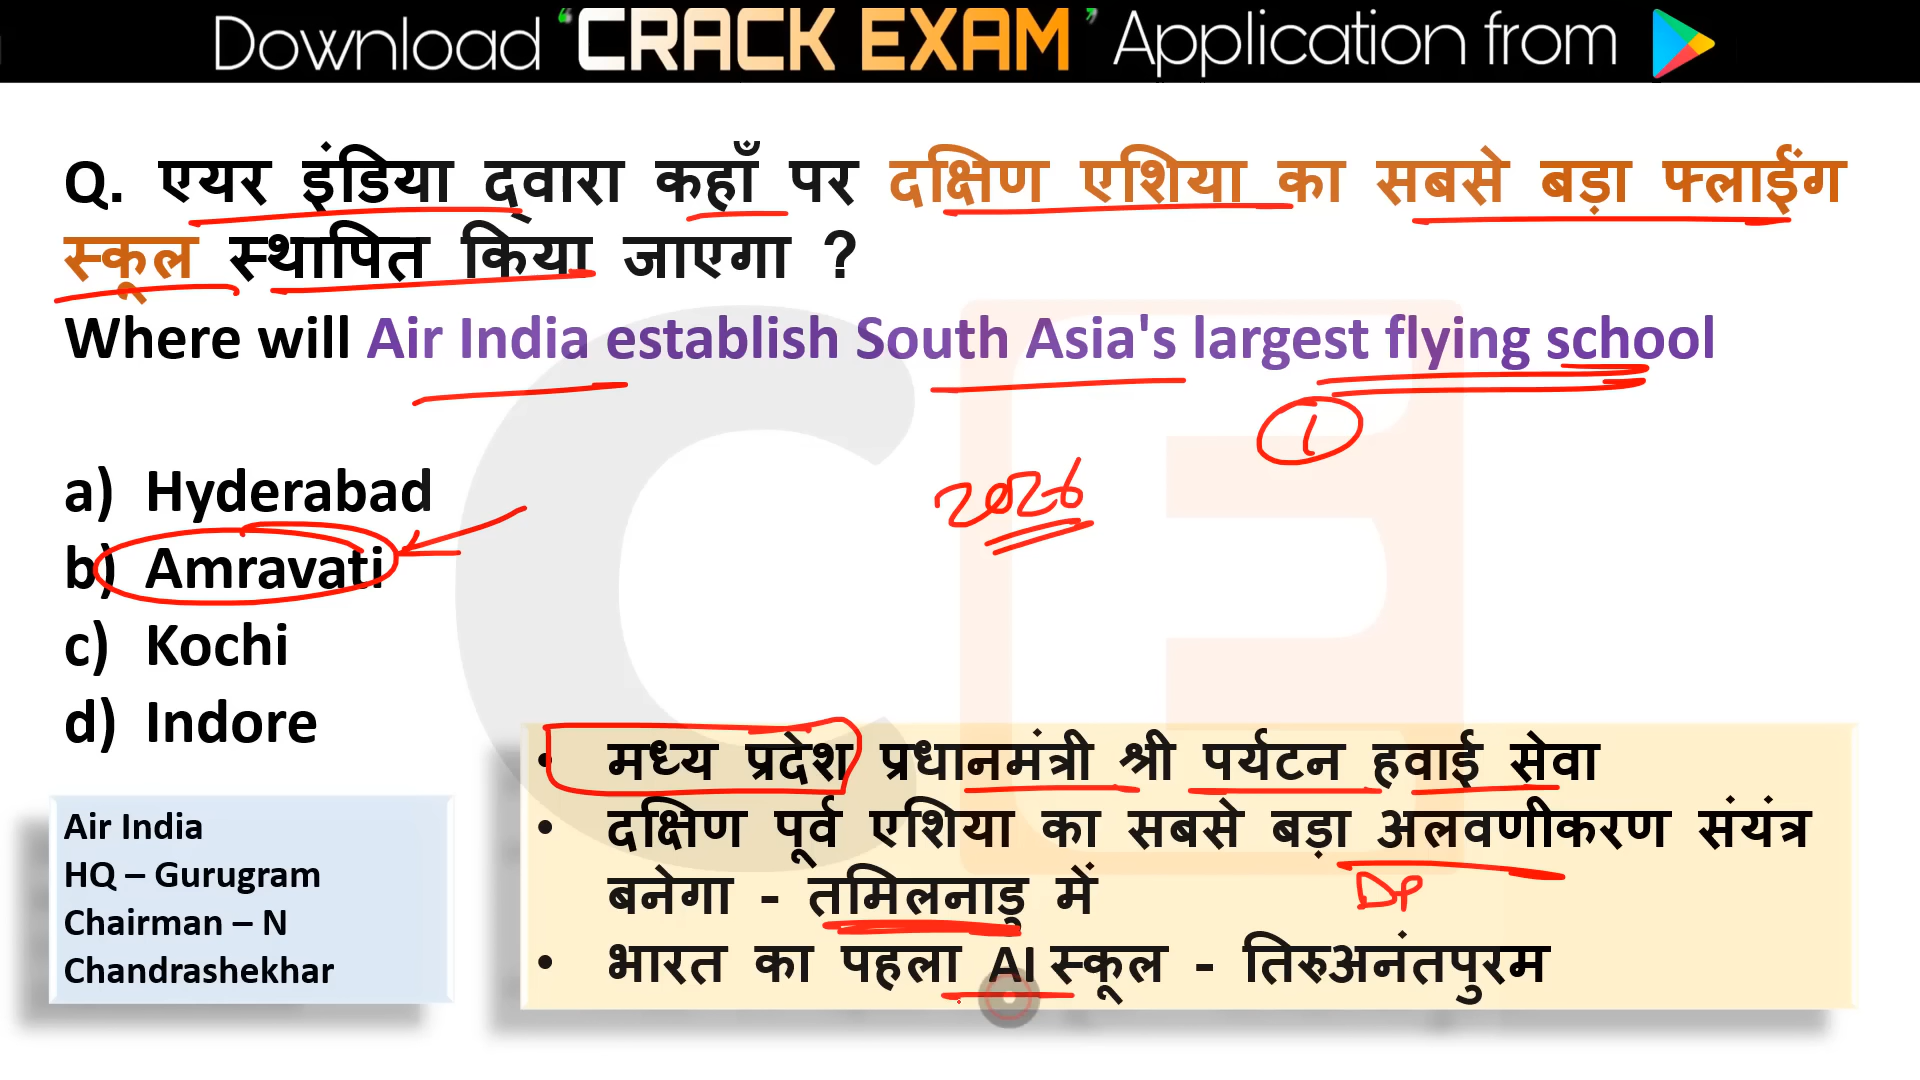 Download "CRACK EXAM" Application from
Q. एयर इंडिया द्वारा कहाँ पर दक्षिण एशिया का सबसे बड़ा फ्लाईंग
स्कूल स्थापित किया जाएगा ?
Where will Air India establish South Asia's largest flying school
1
2026
a) Hyderabad
b) Amravati
c) Kochi
d) Indore
Air India
HQ – Gurugram
Chairman – N
Chandrashekhar
• मध्य प्रदेश प्रधानमंत्री श्री पर्यटन हवाई सेवा
• दक्षिण पूर्व एशिया का सबसे बड़ा अलवणीकरण संयंत्र
बनेगा - तमिलनाडु में
DP
• भारत का पहला AI स्कूल - तिरुअनंतपुरम
CE